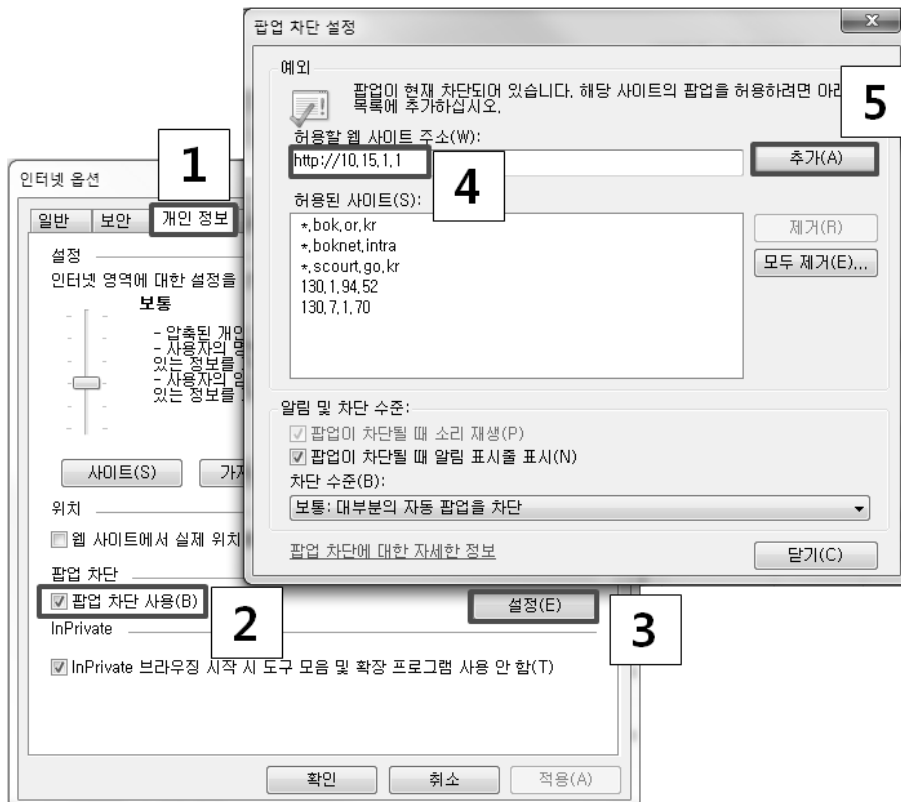 팝업 차단 설정
예외
팝업이 현재 차단되어 있습니다. 해당 사이트의 팝업을 허용하려면 아래
목록에 추가하십시오.
허용할 웹 사이트 주소(W):
http://10.15.1.1
추가(A)
5
4
허용된 사이트(S):
*.bok.or.kr
*.boknet.intra
*.scourt.go.kr
130.1.94.52
130.7.1.70
제거(R)
모두 제거(E)...
알림 및 차단 수준:
팝업이 차단될 때 소리 재생(P)
팝업이 차단될 때 알림 표시줄 표시(N)
차단 수준(B):
보통: 대부분의 자동 팝업을 차단
팝업 차단에 대한 자세한 정보
닫기(C)
1
인터넷 옵션
일반 보안 개인 정보
설정
인터넷 영역에 대한 설정을
보통
- 압축된 개인
- 사용자의 명
있는 정보를
- 사용자의 암
있는 정보를
사이트(S)
위치
웹 사이트에서 실제 위치
팝업 차단
팝업 차단 사용(B)
2
설정(E)
3
InPrivate
InPrivate 브라우징 시작 시 도구 모음 및 확장 프로그램 사용 안 함(T)
확인 취소 적용(A)